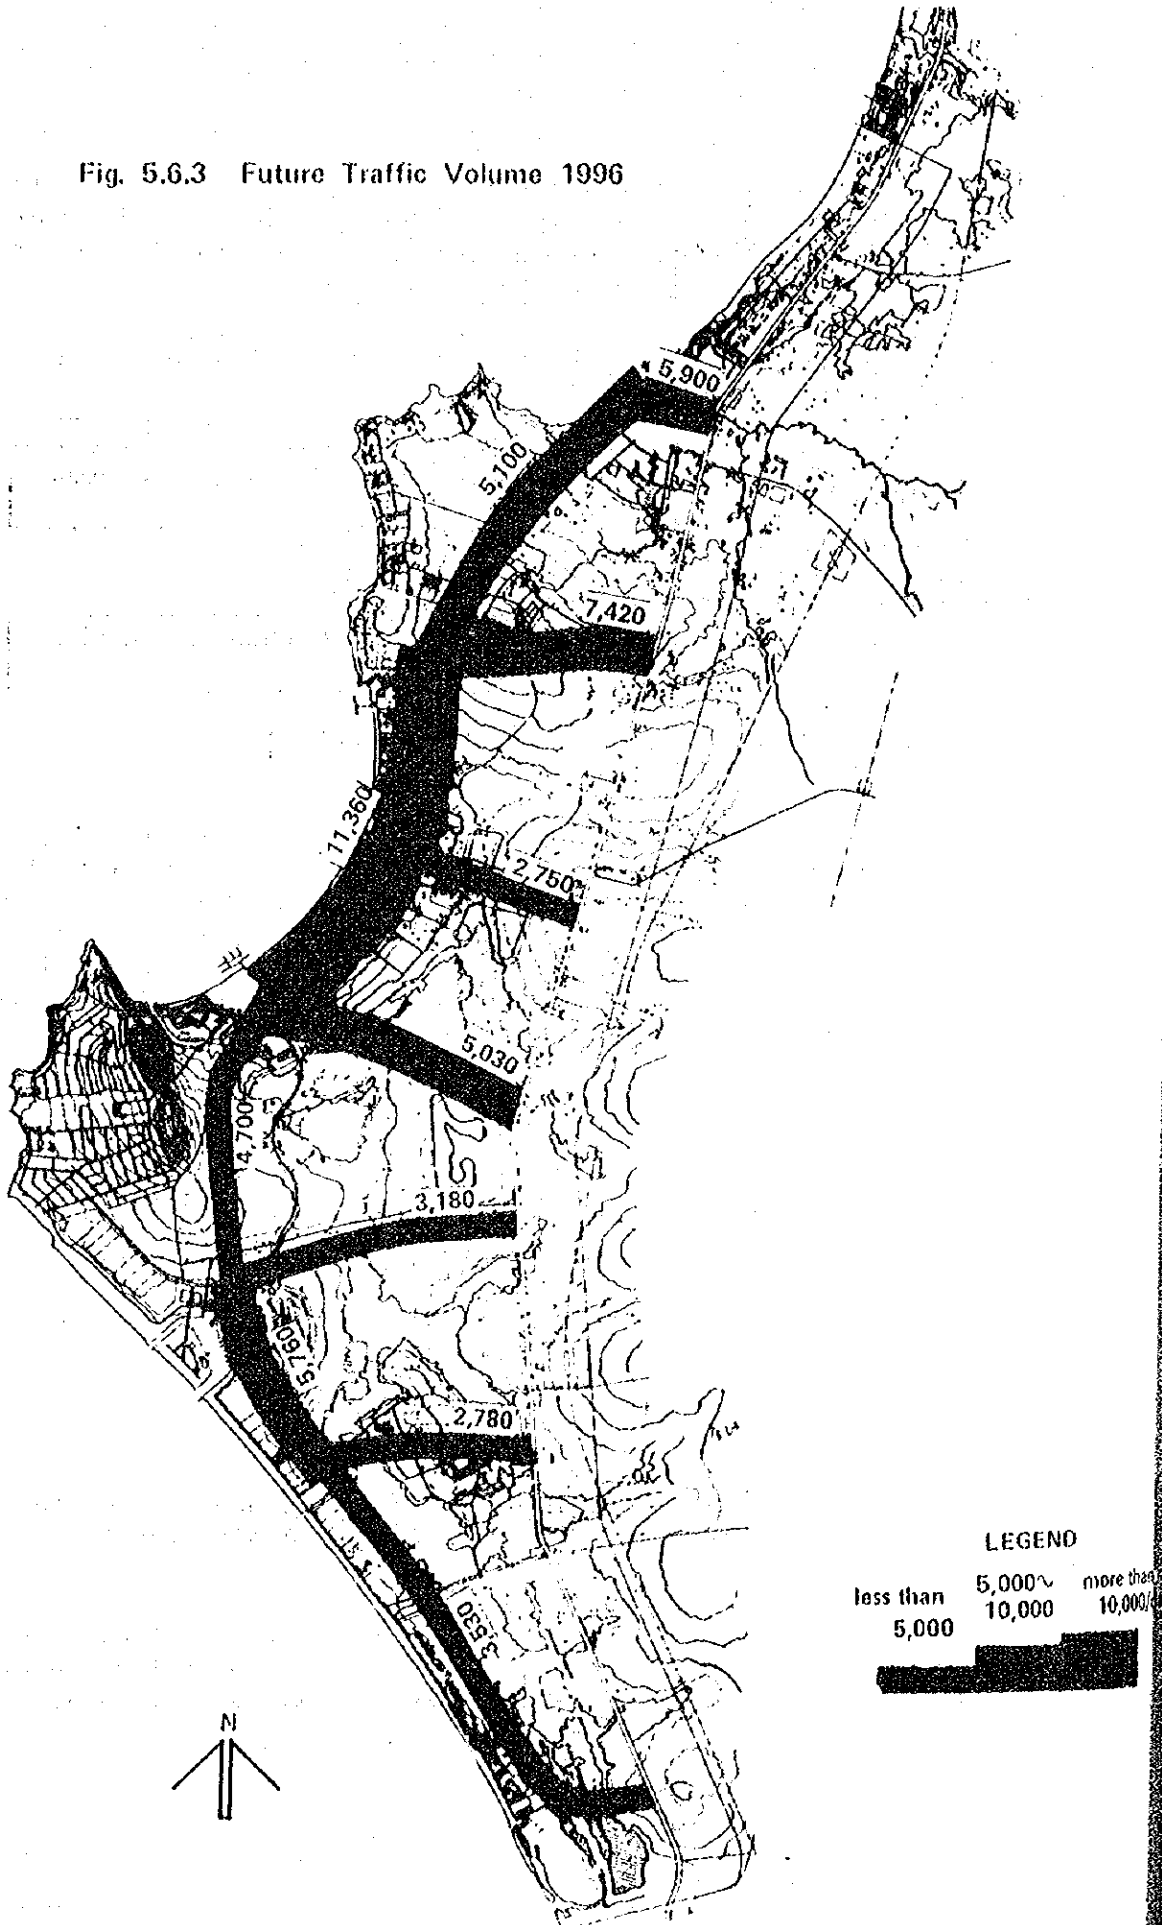 Fig. 5.6.3 Future Traffic Volume 1996
5,900
5,100
7,420
11,360
2,750
5,030
4,700
3,180
5,760
2,780
3,530
LEGEND
less than 5,000
5,000~ 10,000
more than 10,000/
N